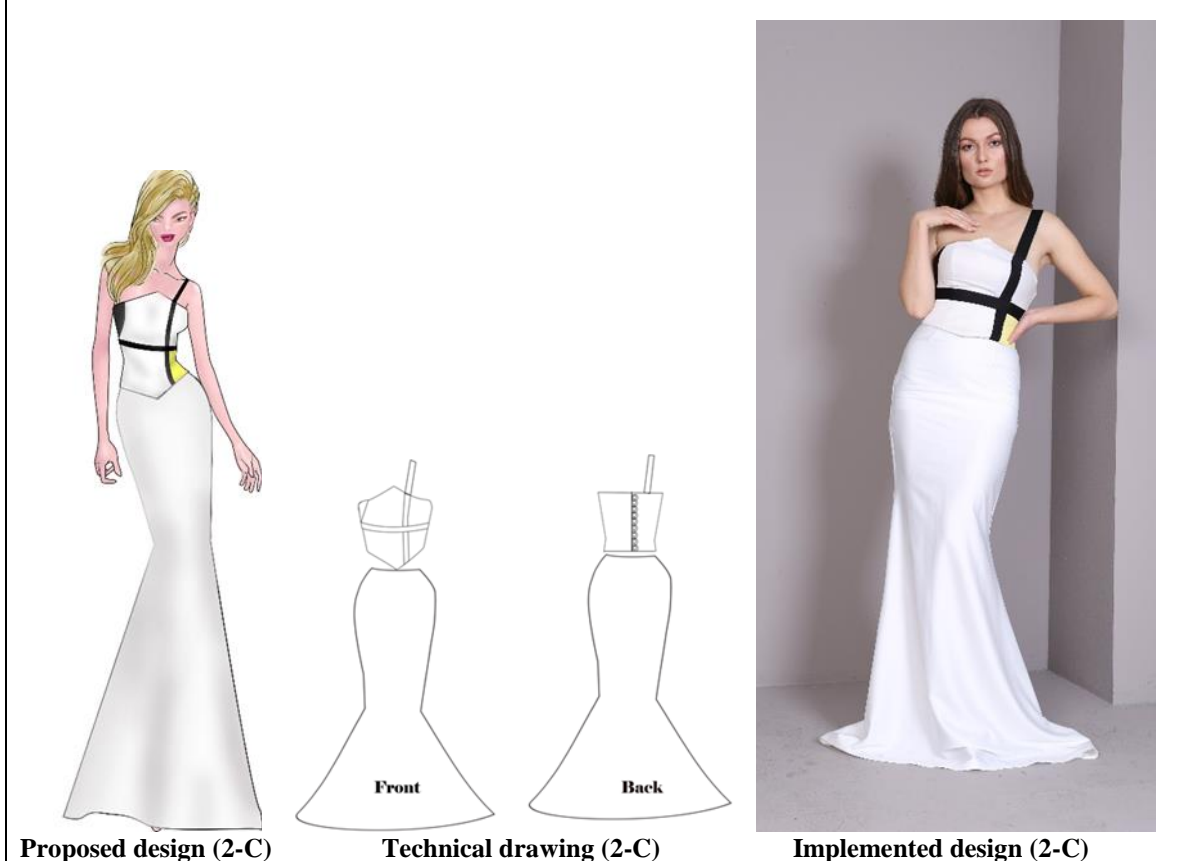 Front
Back
Proposed design (2-C)
Technical drawing (2-C)
Implemented design (2-C)